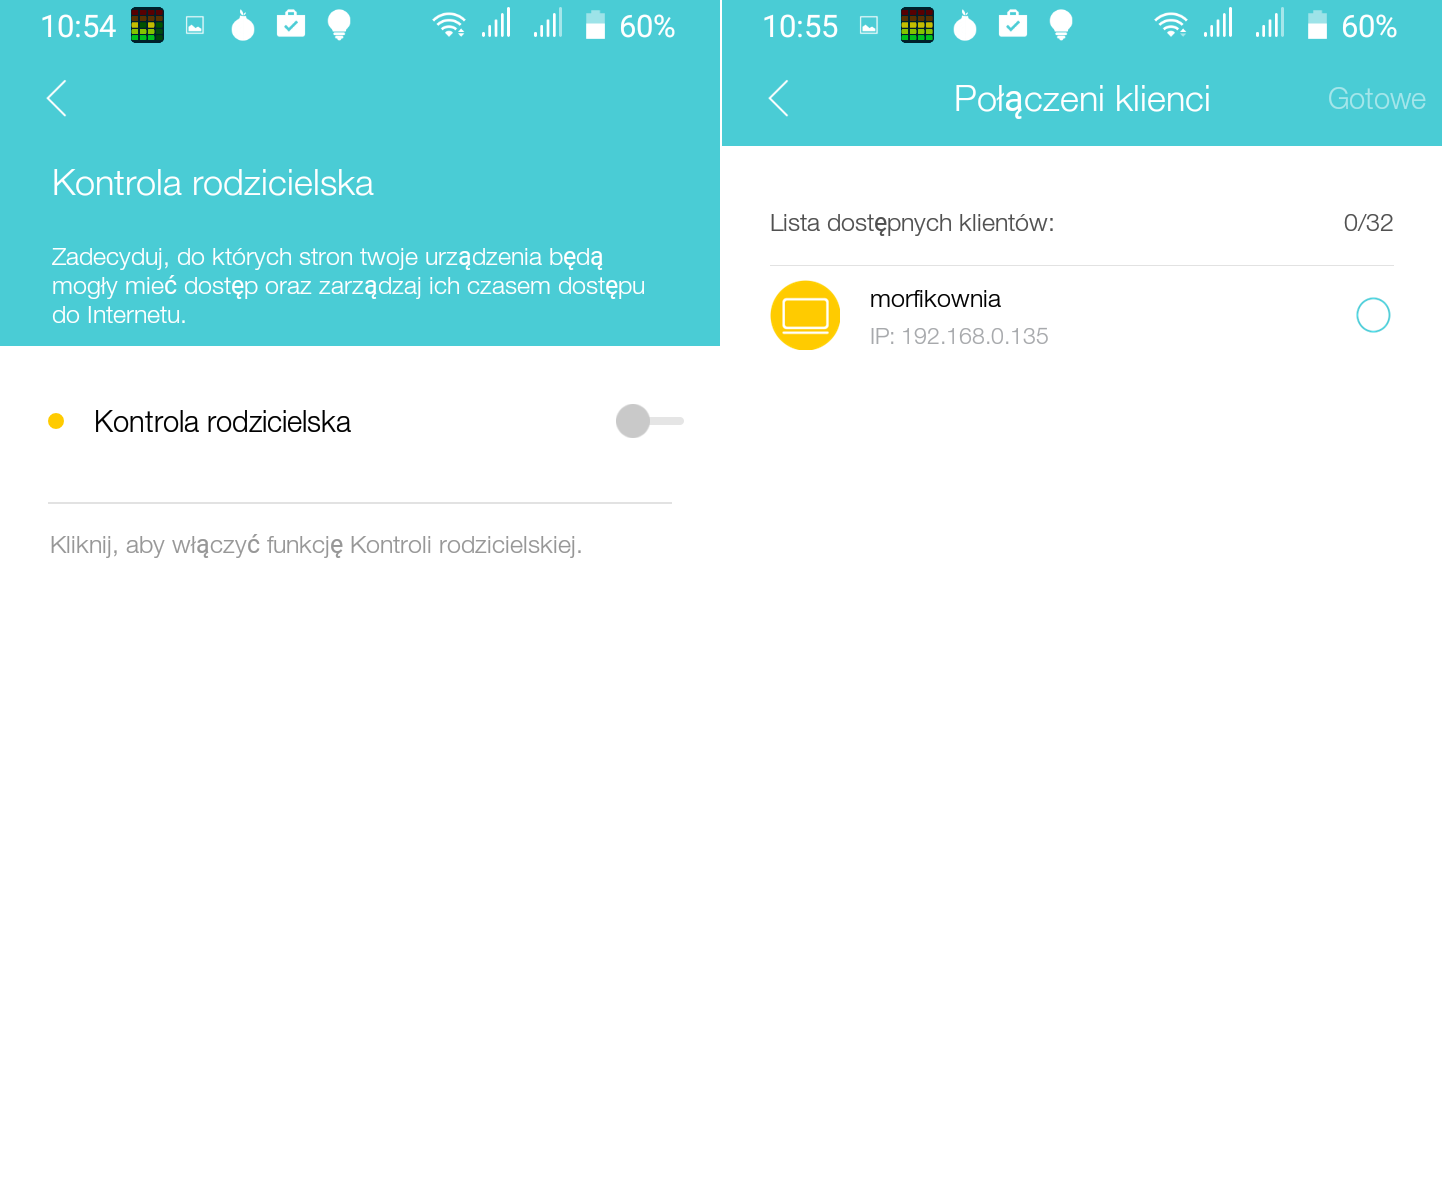 10:54 60%
Kontrola rodzicielska
Zadecyduj, do których stron twoje urządzenia będą
mogły mieć dostęp oraz zarządzaj ich czasem dostępu
do Internetu.
Kontrola rodzicielska
Kliknij, aby włączyć funkcję Kontroli rodzicielskiej.
10:55 60%
Połączeni klienci Gotowe
Lista dostępnych klientów: 0/32
morfikownia
IP: 192.168.0.135